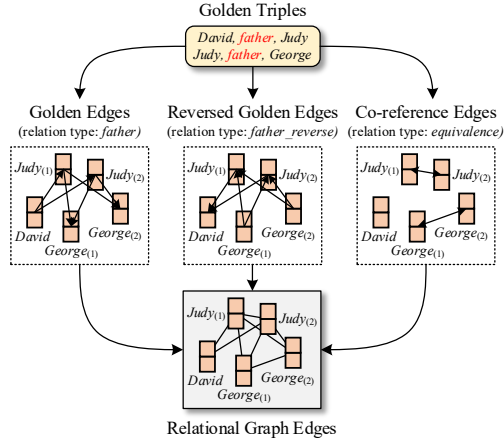 Golden Triples
David, father, Judy
Judy, father, George
Golden Edges
(relation type: father)
Reversed Golden Edges
(relation type: father_reverse)
Co-reference Edges
(relation type: equivalence)
Judy(1)
Judy(2)
David
George(2)
George(1)
Judy(1)
Judy(2)
David
George(2)
George(1)
Judy(1)
Judy(2)
David
George(2)
George(1)
Judy(1)
Judy(2)
David
George(2)
George(1)
Relational Graph Edges